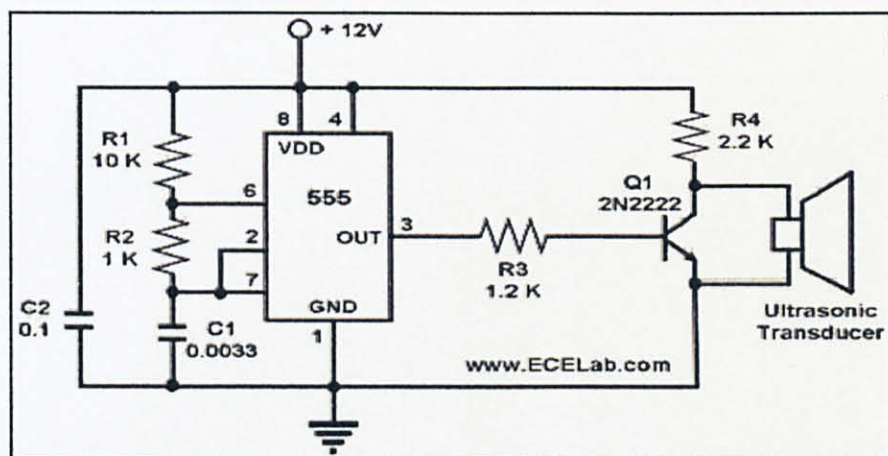 + 12V
R1
10 K
8
4
VDD
R4
2.2 K
6
555
Q1
2N2222
R2
1 K
2
OUT
3
7
R3
1.2 K
GND
C2
0.1
C1
0.0033
1
Ultrasonic
Transducer
www.ECELab.com